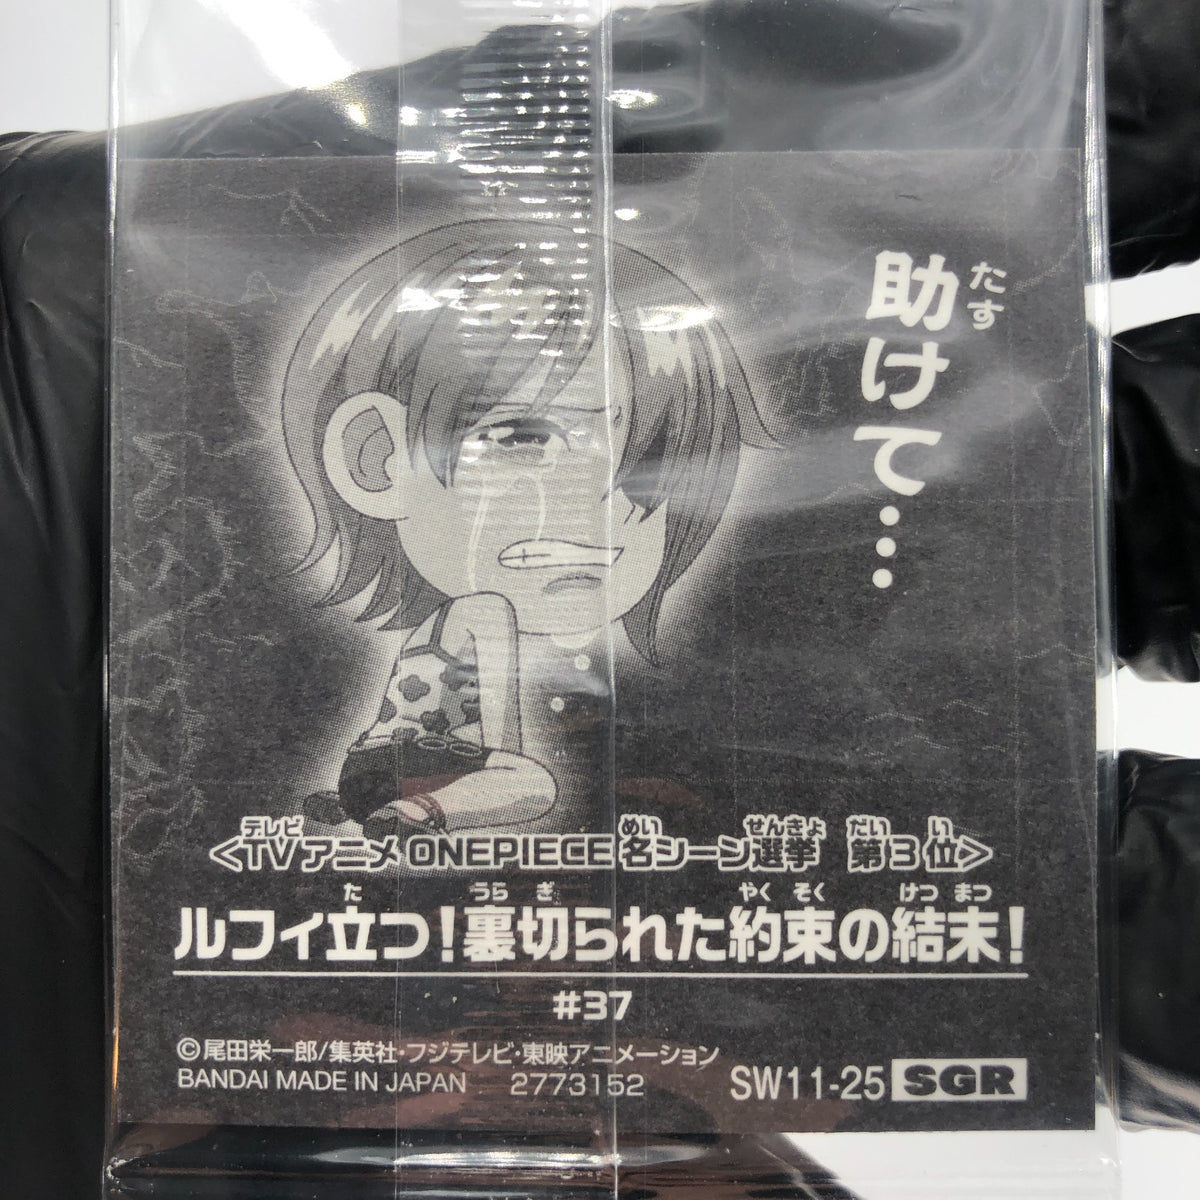 助けて…
たす
テレビ めい せんきょ だい い
<TVアニメ ONEPIECE 名シーン選挙 第3位>
た うら ぎ やく そく けつ まつ
ルフィ立つ!裏切られた約束の結末!
#37
©尾田栄一郎/集英社・フジテレビ・東映アニメーション
BANDAI MADE IN JAPAN 2773152
SW11-25 SGR